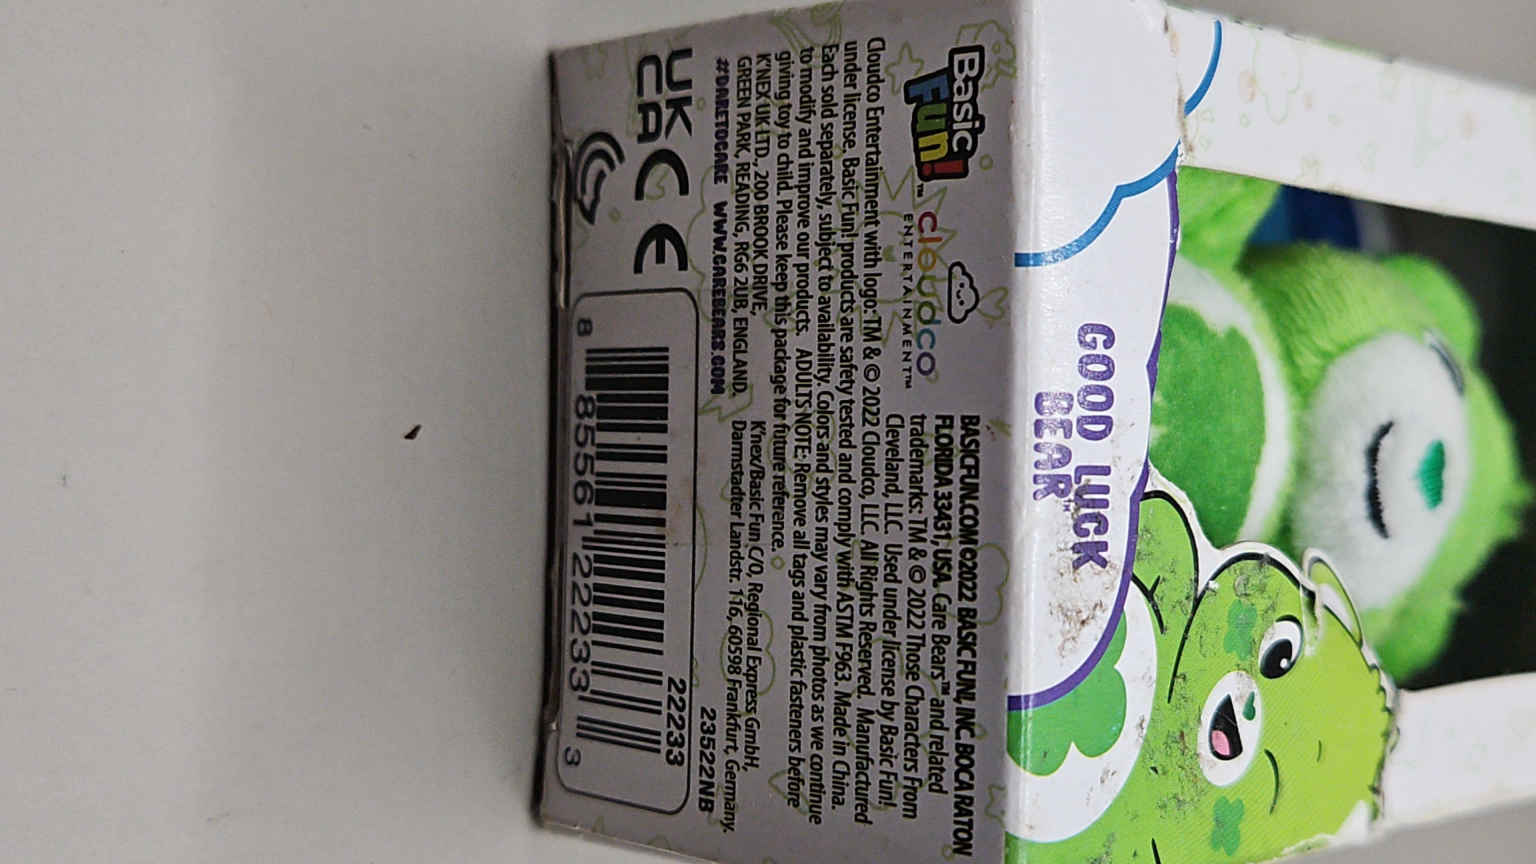 GOOD LUCK
BEAR™
Basic Fun!™
cloudco
ENTERTAINMENT™
BASICFUN.COM ©2022 BASIC FUN!, INC. BOCA RATON
FLORIDA 33431, USA. Care Bears™ and related
trademarks: TM & © 2022 Those Characters From
Cleveland, LLC. Used under license by Basic Fun!
Cloudco Entertainment with logo: TM & © 2022 Cloudco, LLC. All Rights Reserved. Manufactured
under license. Basic Fun! products are safety tested and comply with ASTM F963. Made in China.
Each sold separately, subject to availability. Colors and styles may vary from photos as we continue
to modify and improve our products. ADULTS NOTE: Remove all tags and plastic fasteners before
giving toy to child. Please keep this package for future reference.
K'NEX UK LTD., 200 BROOK DRIVE,
GREEN PARK, READING, RG6 2UB, ENGLAND.
K'nex/Basic Fun, C/O, Regional Express GmbH,
Darmstadter Landstr. 116, 60598 Frankfurt, Germany.
#DARETOCARE WWW.CAREBEARS.COM
23522NB
UK
CA
CE
22233
8 85561 22233 3